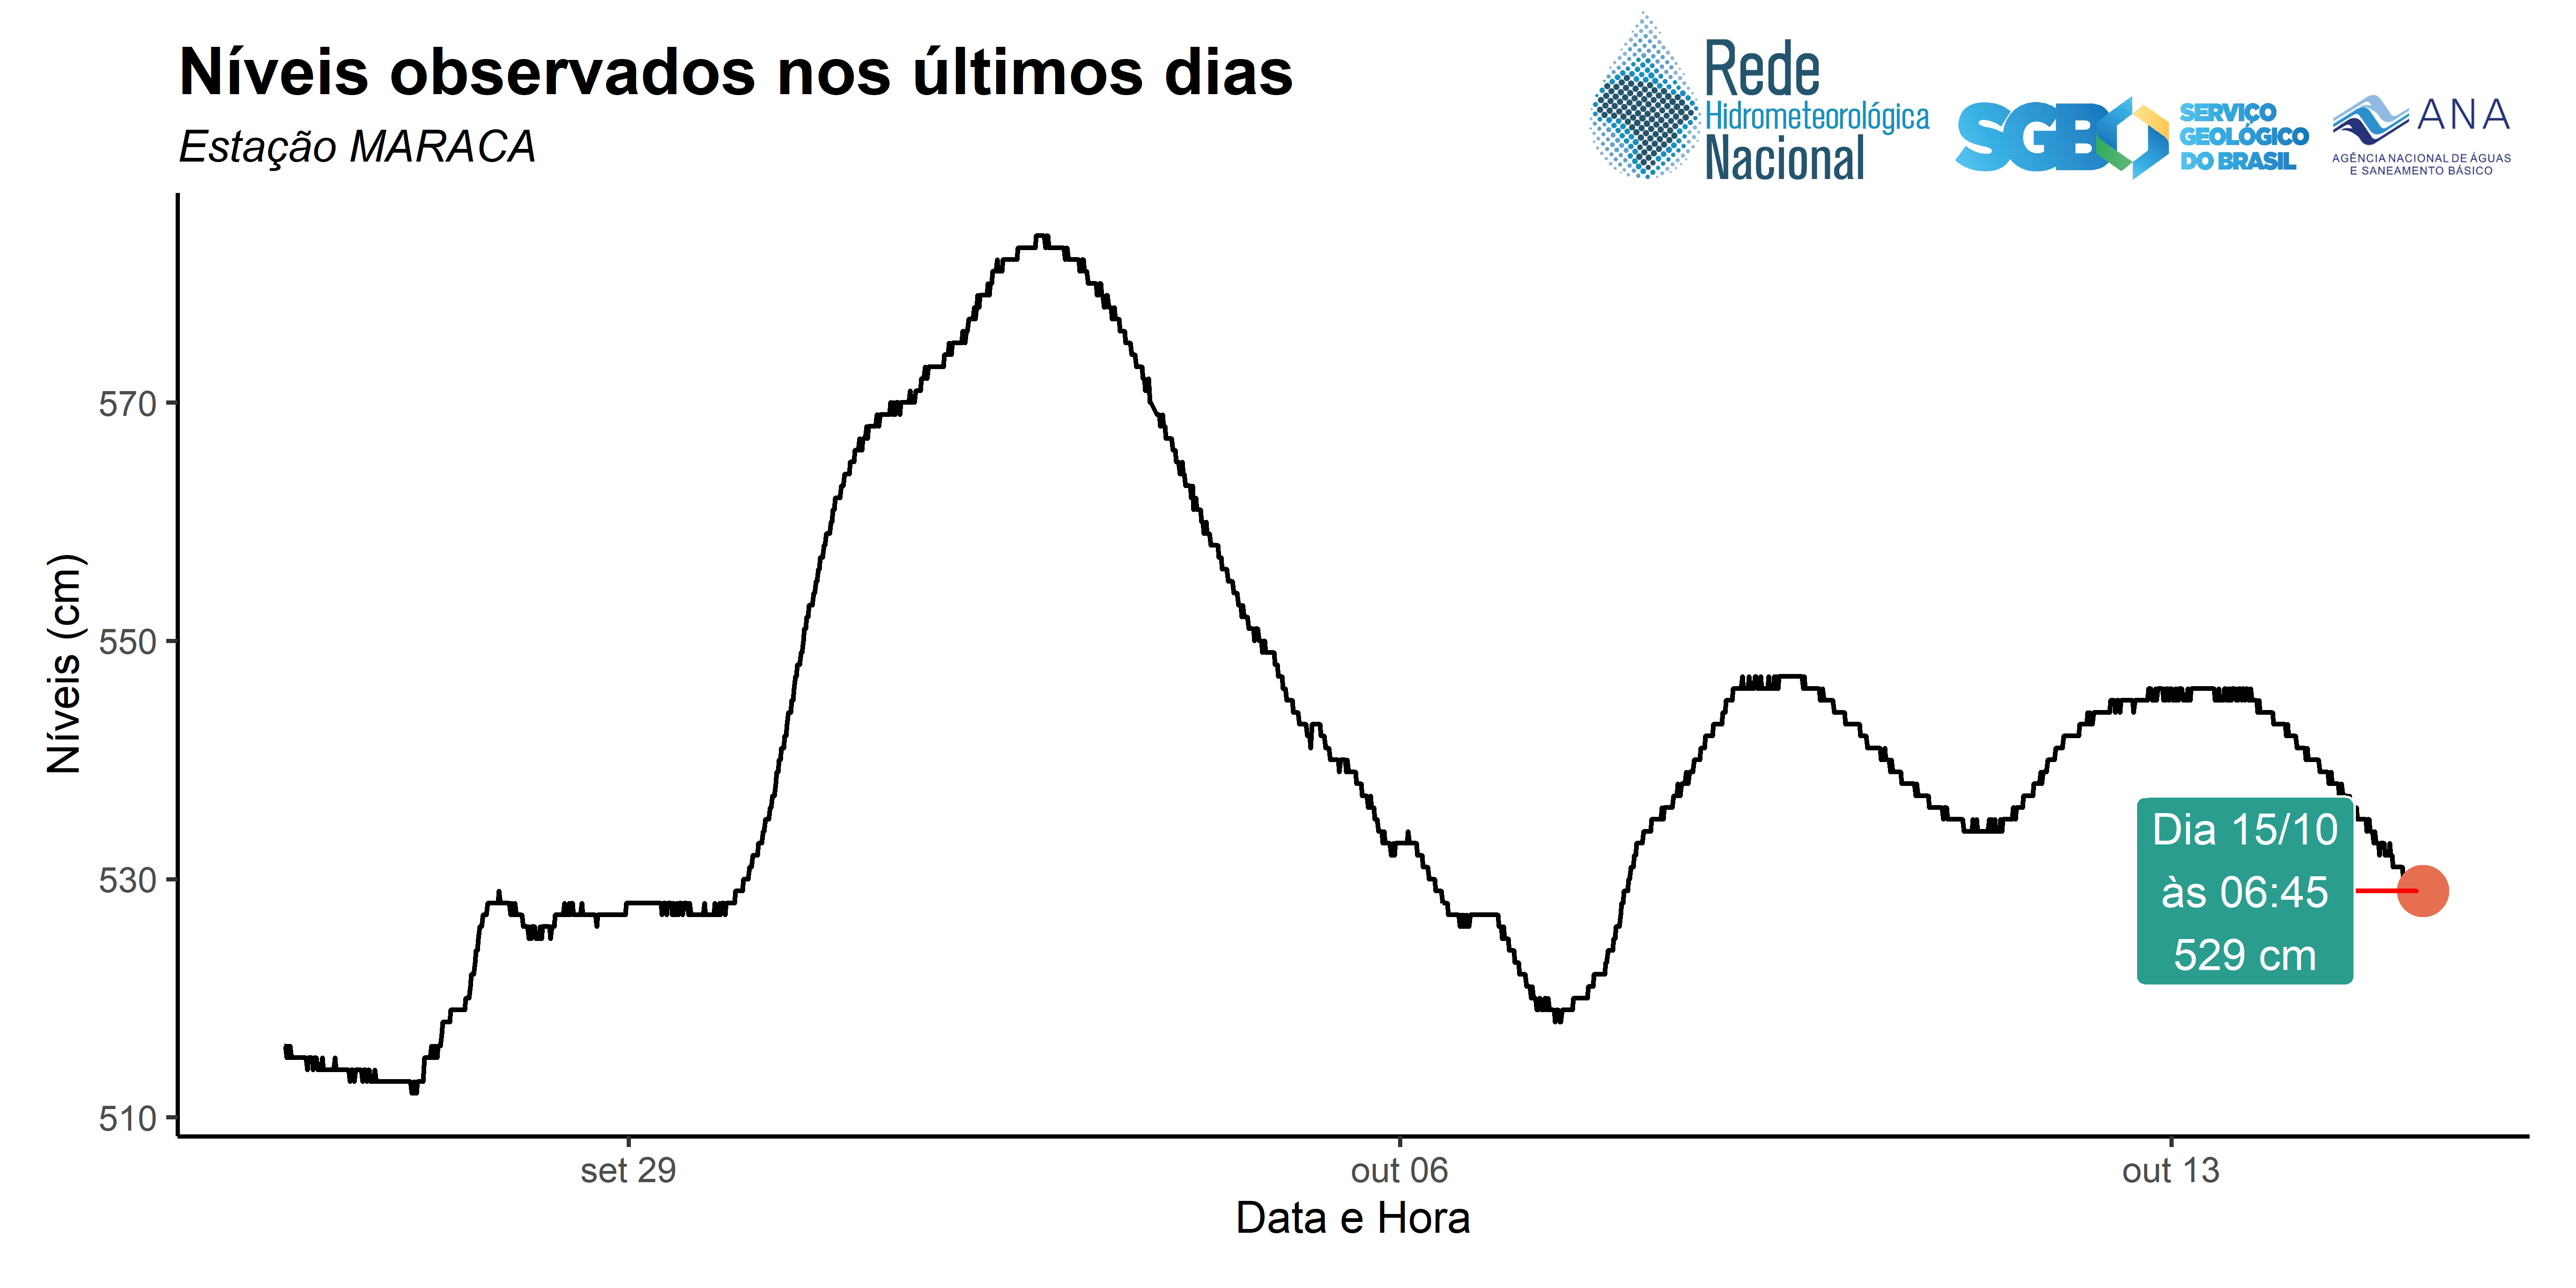 Níveis observados nos últimos dias
Estação MARACA
Rede
Hidrometeorológica
Nacional
SGB
SERVIÇO
GEOLÓGICO
DO BRASIL
ANA
AGÊNCIA NACIONAL DE ÁGUAS
E SANEAMENTO BÁSICO
Níveis (cm)
570
550
530
510
Dia 15/10
às 06:45
529 cm
set 29
out 06
out 13
Data e Hora